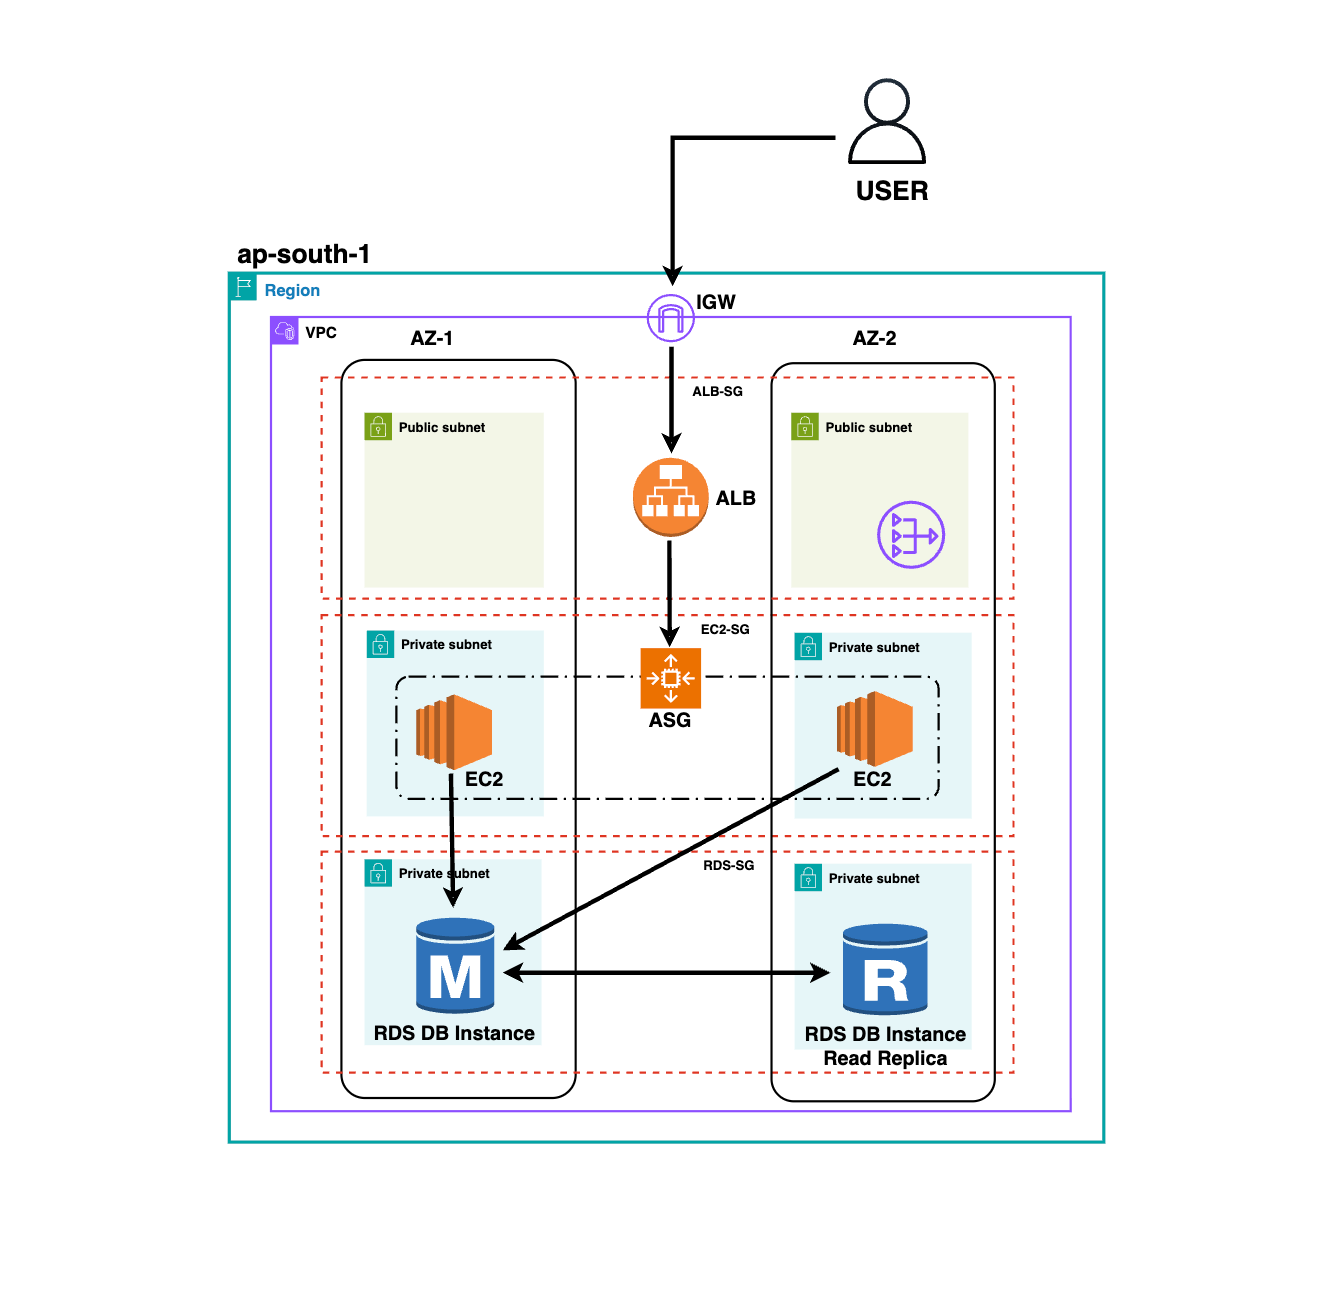 USER
ap-south-1
Region
IGW
VPC
AZ-1
AZ-2
ALB-SG
Public subnet
Public subnet
ALB
EC2-SG
Private subnet
Private subnet
ASG
EC2
EC2
RDS-SG
Private subnet
Private subnet
M
R
RDS DB Instance
RDS DB Instance
Read Replica